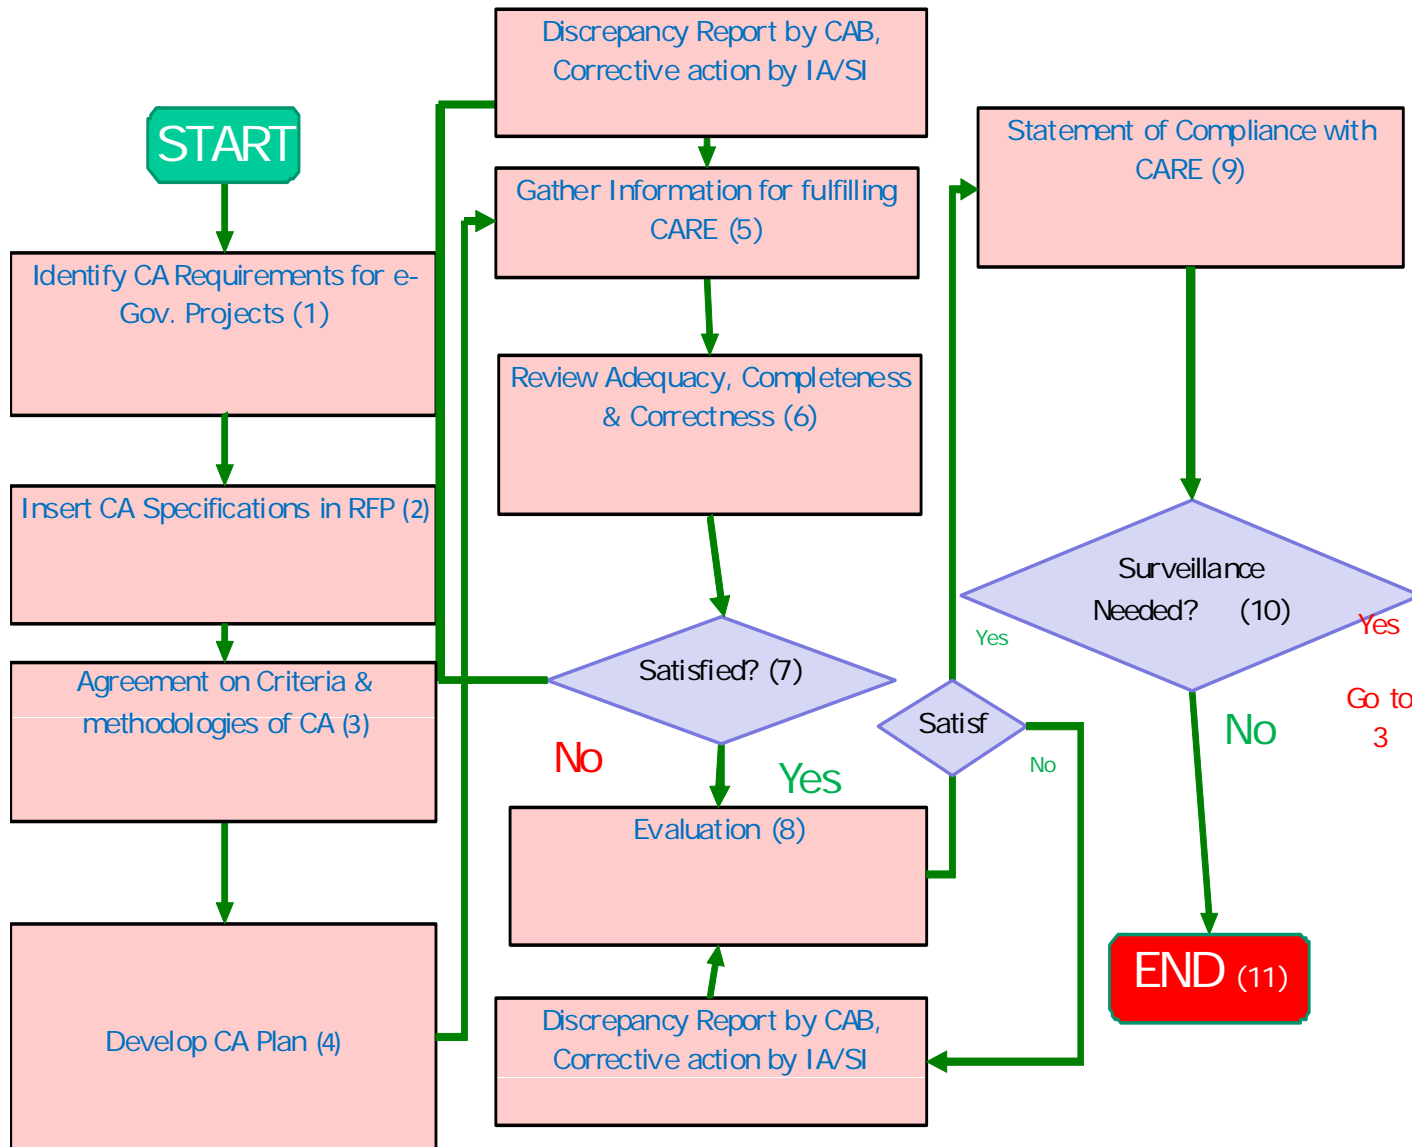 START
Identify CA Requirements for e-
Gov. Projects (1)
Insert CA Specifications in RFP (2)
Agreement on Criteria &
methodologies of CA (3)
Develop CA Plan (4)
Discrepancy Report by CAB,
Corrective action by IA/SI
Gather Information for fulfilling
CARE (5)
Review Adequacy, Completeness
& Correctness (6)
Satisfied? (7)
No
Yes
Evaluation (8)
Discrepancy Report by CAB,
Corrective action by IA/SI
Yes
Satisf
No
Statement of Compliance with
CARE (9)
Surveillance
Needed? (10)
Yes
Go to
3
No
END (11)